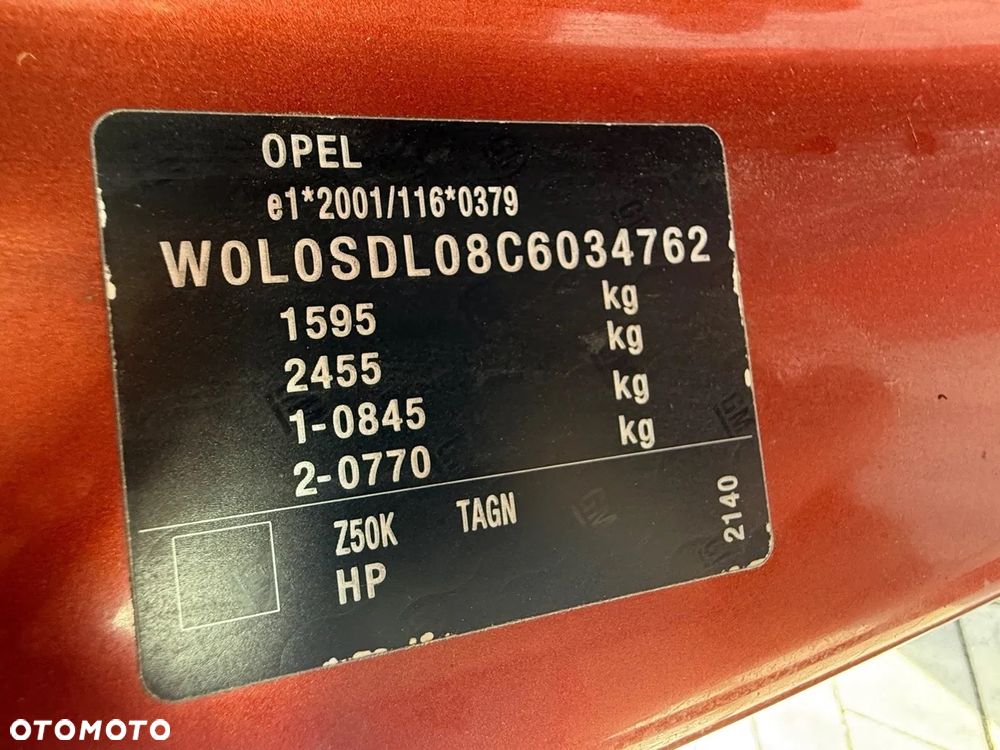 OPEL
e1*2001/116*0379
W0L0SDL08C6034762
1595 kg
2455 kg
1-0845 kg
2-0770 kg
Z50K TAGN
HP
2140
OTOMOTO